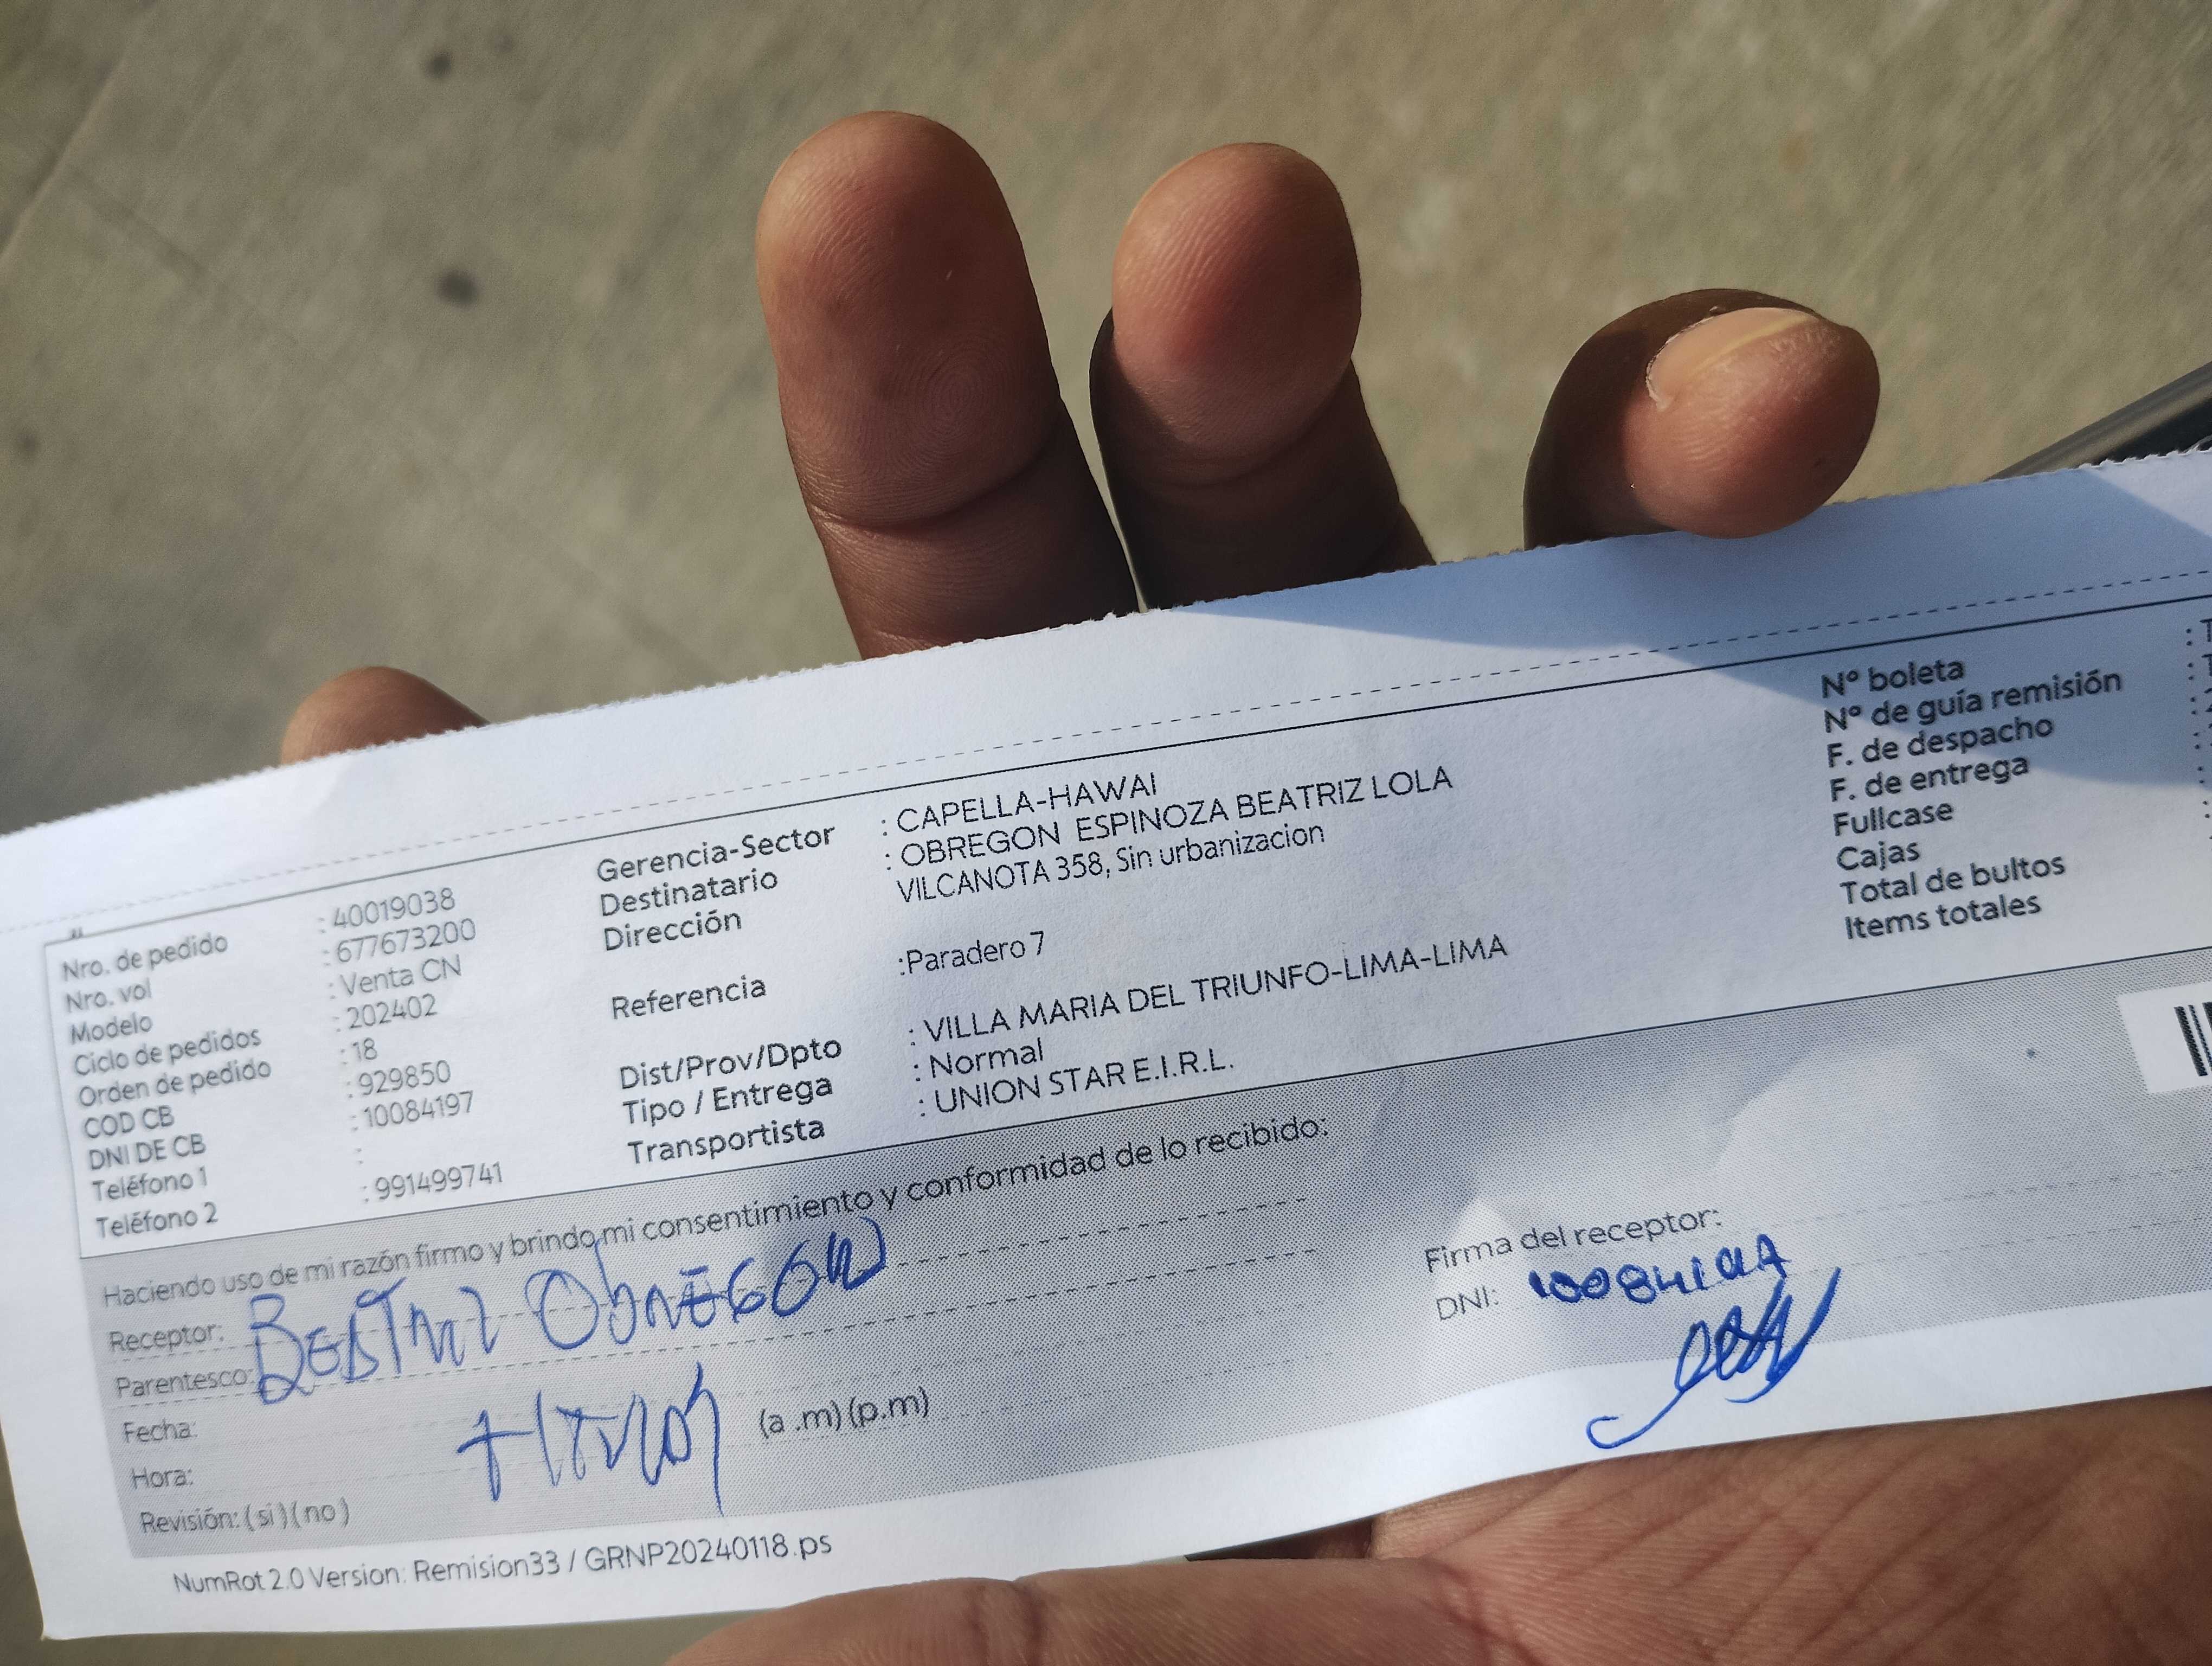 Nro. de pedido : 40019038
Nro. vol : 677673200
Modelo : Venta CN
Ciclo de pedidos : 202402
Orden de pedido : 18
COD CB : 929850
DNI DE CB : 10084197
Teléfono 1 :
Teléfono 2 : 991499741
Gerencia-Sector : CAPELLA-HAWAI
Destinatario : OBREGON ESPINOZA BEATRIZ LOLA
Dirección VILCANOTA 358, Sin urbanizacion
Referencia :Paradero 7
Dist/Prov/Dpto : VILLA MARIA DEL TRIUNFO-LIMA-LIMA
Tipo / Entrega : Normal
Transportista : UNION STAR E.I.R.L.
N° boleta : T
N° de guía remisión : T
F. de despacho :
F. de entrega :
Fullcase :
Cajas :
Total de bultos
Items totales
Haciendo uso de mi razón firmo y brindo mi consentimiento y conformidad de lo recibido:
Receptor: BEATRIZ ObREGON
Parentesco:
Fecha:
Hora: (a .m) (p.m)
Revisión: ( si ) ( no )
Firma del receptor:
DNI: 10084197
NumRot 2.0 Version: Remision33 / GRNP20240118.ps